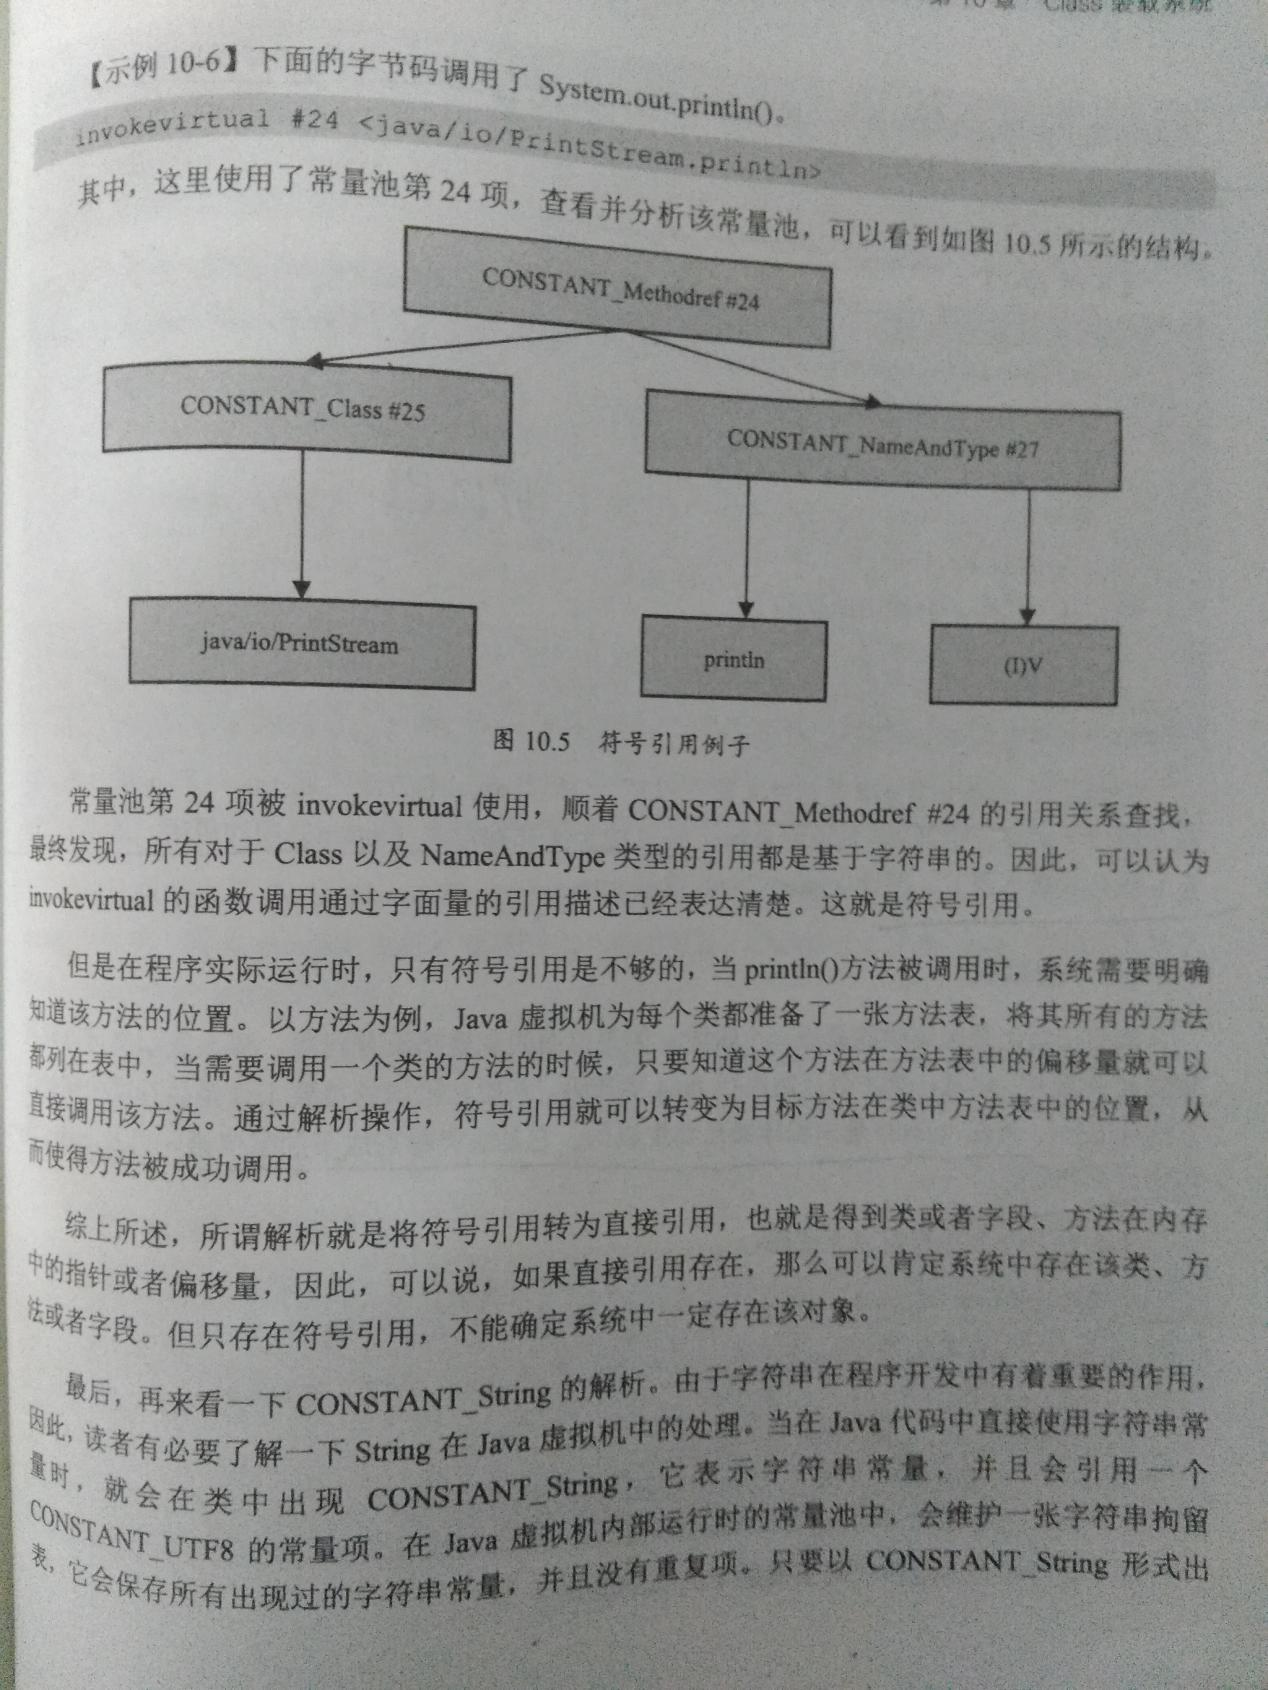 第 10 章 Class 装载系统
【示例 10-6】下面的字节码调用了 System.out.println()。
invokevirtual #24 <java/io/PrintStream.println>
其中，这里使用了常量池第 24 项，查看并分析该常量池，可以看到如图 10.5 所示的结构。
CONSTANT_Methodref #24
CONSTANT_Class #25
CONSTANT_NameAndType #27
java/io/PrintStream
println
(I)V
图 10.5 符号引用例子
常量池第 24 项被 invokevirtual 使用，顺着 CONSTANT_Methodref #24 的引用关系查找，
最终发现，所有对于 Class 以及 NameAndType 类型的引用都是基于字符串的。因此，可以认为
invokevirtual 的函数调用通过字面量的引用描述已经表达清楚。这就是符号引用。
但是在程序实际运行时，只有符号引用是不够的，当 println()方法被调用时，系统需要明确
知道该方法的位置。以方法为例，Java 虚拟机为每个类都准备了一张方法表，将其所有的方法
都列在表中，当需要调用一个类的方法的时候，只要知道这个方法在方法表中的偏移量就可以
直接调用该方法。通过解析操作，符号引用就可以转变为目标方法在类中方法表中的位置，从
而使得方法被成功调用。
综上所述，所谓解析就是将符号引用转为直接引用，也就是得到类或者字段、方法在内存
中的指针或者偏移量，因此，可以说，如果直接引用存在，那么可以肯定系统中存在该类、方
法或者字段。但只存在符号引用，不能确定系统中一定存在该对象。
最后，再来看一下 CONSTANT_String 的解析。由于字符串在程序开发中有着重要的作用，
因此，读者有必要了解一下 String 在 Java 虚拟机中的处理。当在 Java 代码中直接使用字符串常
量时，就会在类中出现 CONSTANT_String，它表示字符串常量，并且会引用一个
CONSTANT_UTF8 的常量项。在 Java 虚拟机内部运行时的常量池中，会维护一张字符串拘留
表，它会保存所有出现过的字符串常量，并且没有重复项。只要以 CONSTANT_String 形式出